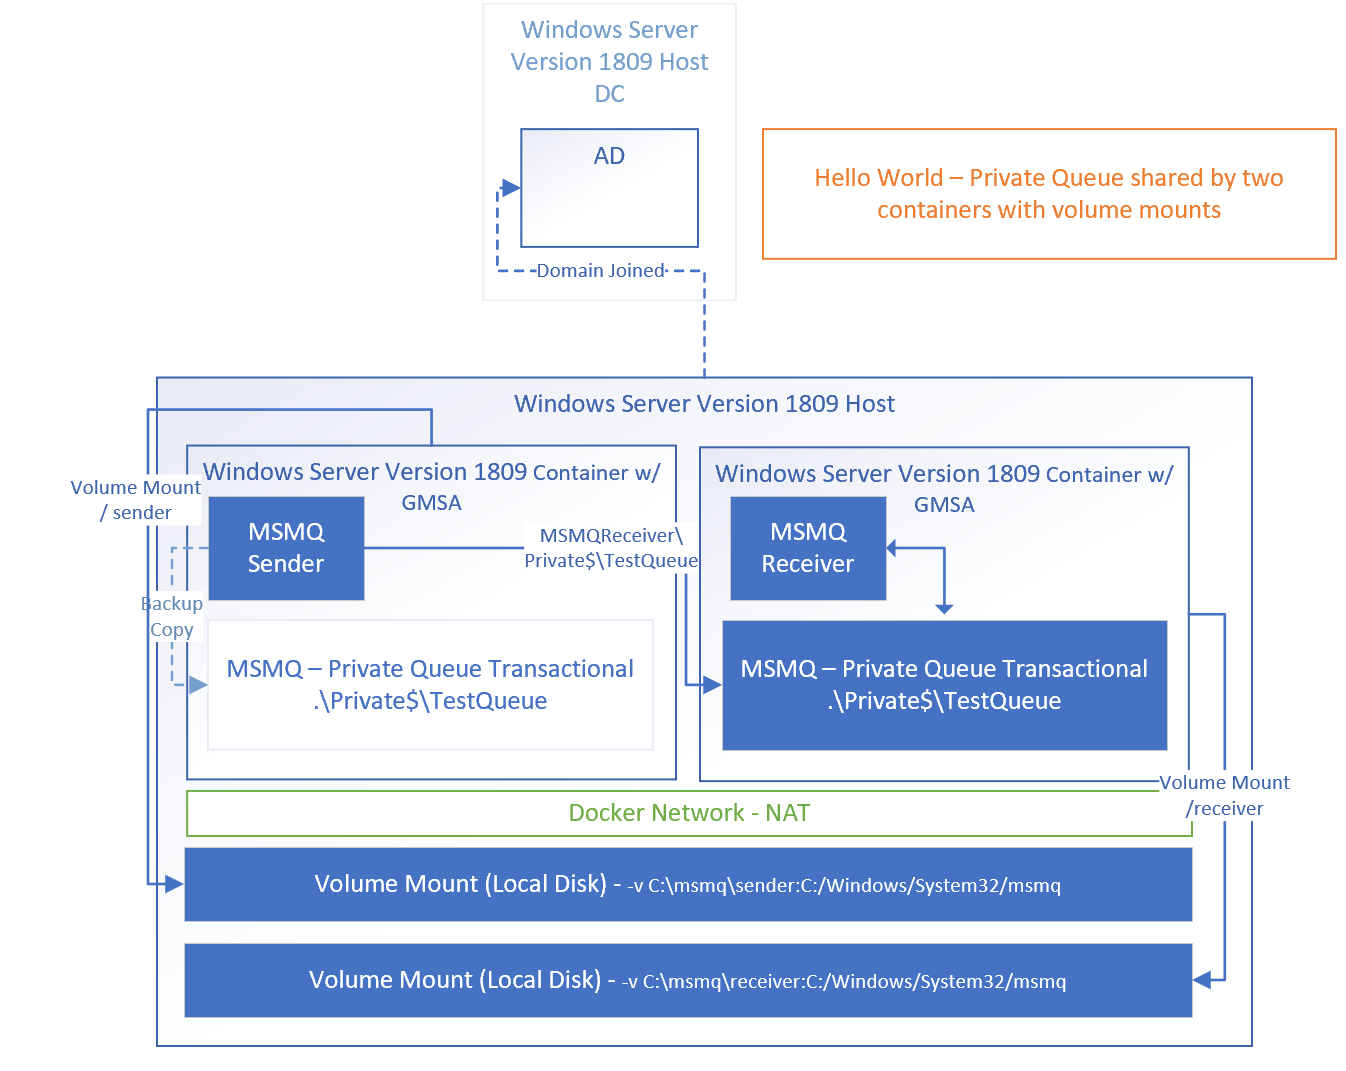 Windows Server
Version 1809 Host
DC
AD
Domain Joined
Hello World – Private Queue shared by two
containers with volume mounts
Windows Server Version 1809 Host
Windows Server Version 1809 Container w/
GMSA
Volume Mount
/ sender
MSMQ
Sender
MSMQReceiver\
Private$\TestQueue
Backup
Copy
MSMQ – Private Queue Transactional
.\Private$\TestQueue
Windows Server Version 1809 Container w/
GMSA
MSMQ
Receiver
MSMQ – Private Queue Transactional
.\Private$\TestQueue
Volume Mount
/receiver
Docker Network - NAT
Volume Mount (Local Disk) - -v C:\msmq\sender:C:/Windows/System32/msmq
Volume Mount (Local Disk) - -v C:\msmq\receiver:C:/Windows/System32/msmq